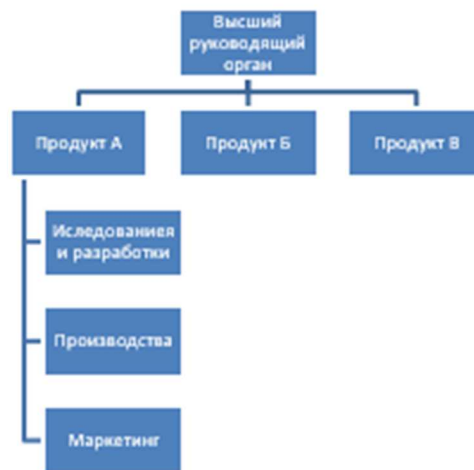 Высший
руководящий
орган
Продукт А
Продукт Б
Продукт В
Иследованиея
и разработки
Производства
Маркетинг